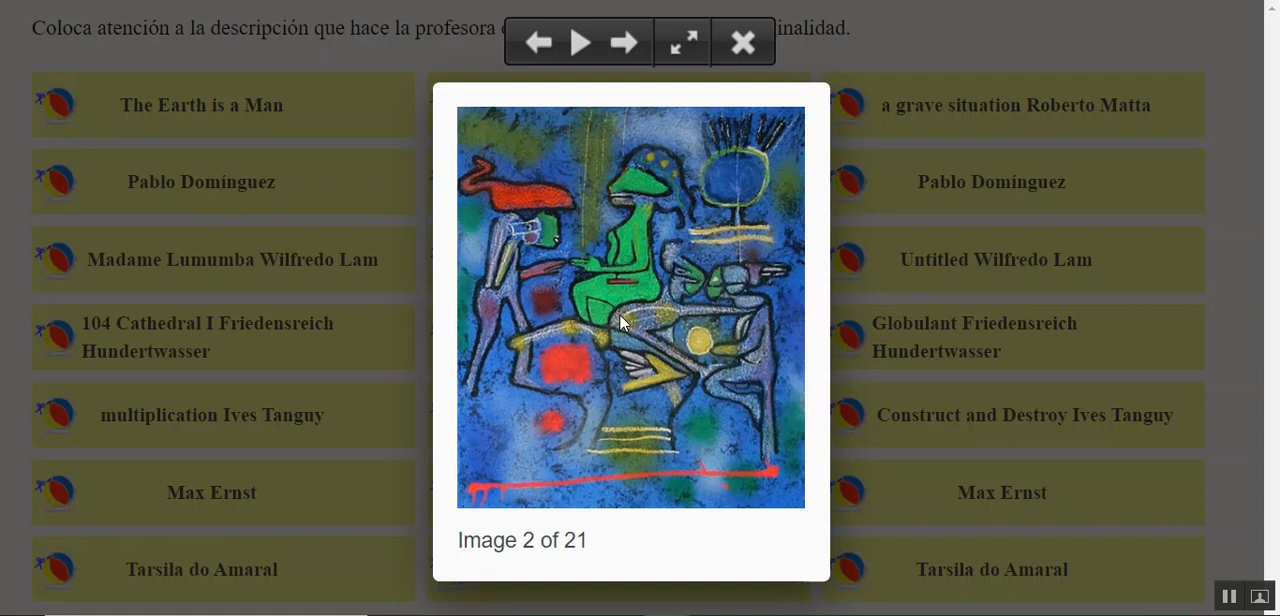 Coloca atención a la descripción que hace la profesora
inalidad.
The Earth is a Man
a grave situation Roberto Matta
Pablo Domínguez
Pablo Domínguez
Madame Lumumba Wilfredo Lam
Untitled Wilfredo Lam
104 Cathedral I Friedensreich
Hundertwasser
Globulant Friedensreich
Hundertwasser
multiplication Ives Tanguy
Construct and Destroy Ives Tanguy
Max Ernst
Max Ernst
Image 2 of 21
Tarsila do Amaral
Tarsila do Amaral